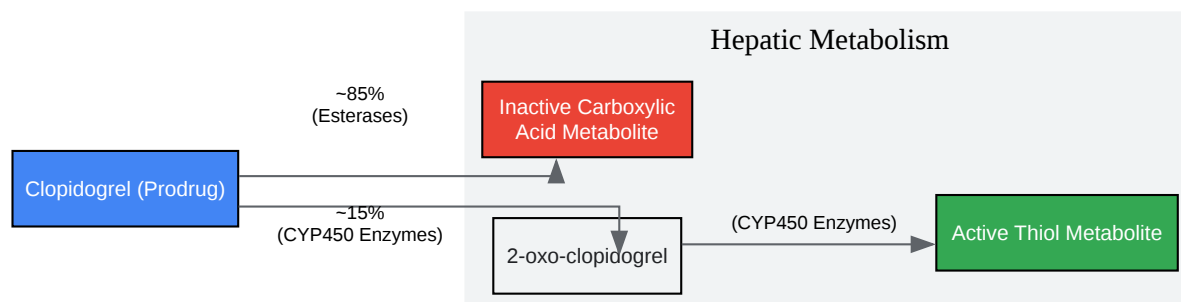 Hepatic Metabolism
~85%
(Esterases)
Inactive Carboxylic
Acid Metabolite
Clopidogrel (Prodrug)
~15%
(CYP450 Enzymes)
2-oxo-clopidogrel
(CYP450 Enzymes)
Active Thiol Metabolite